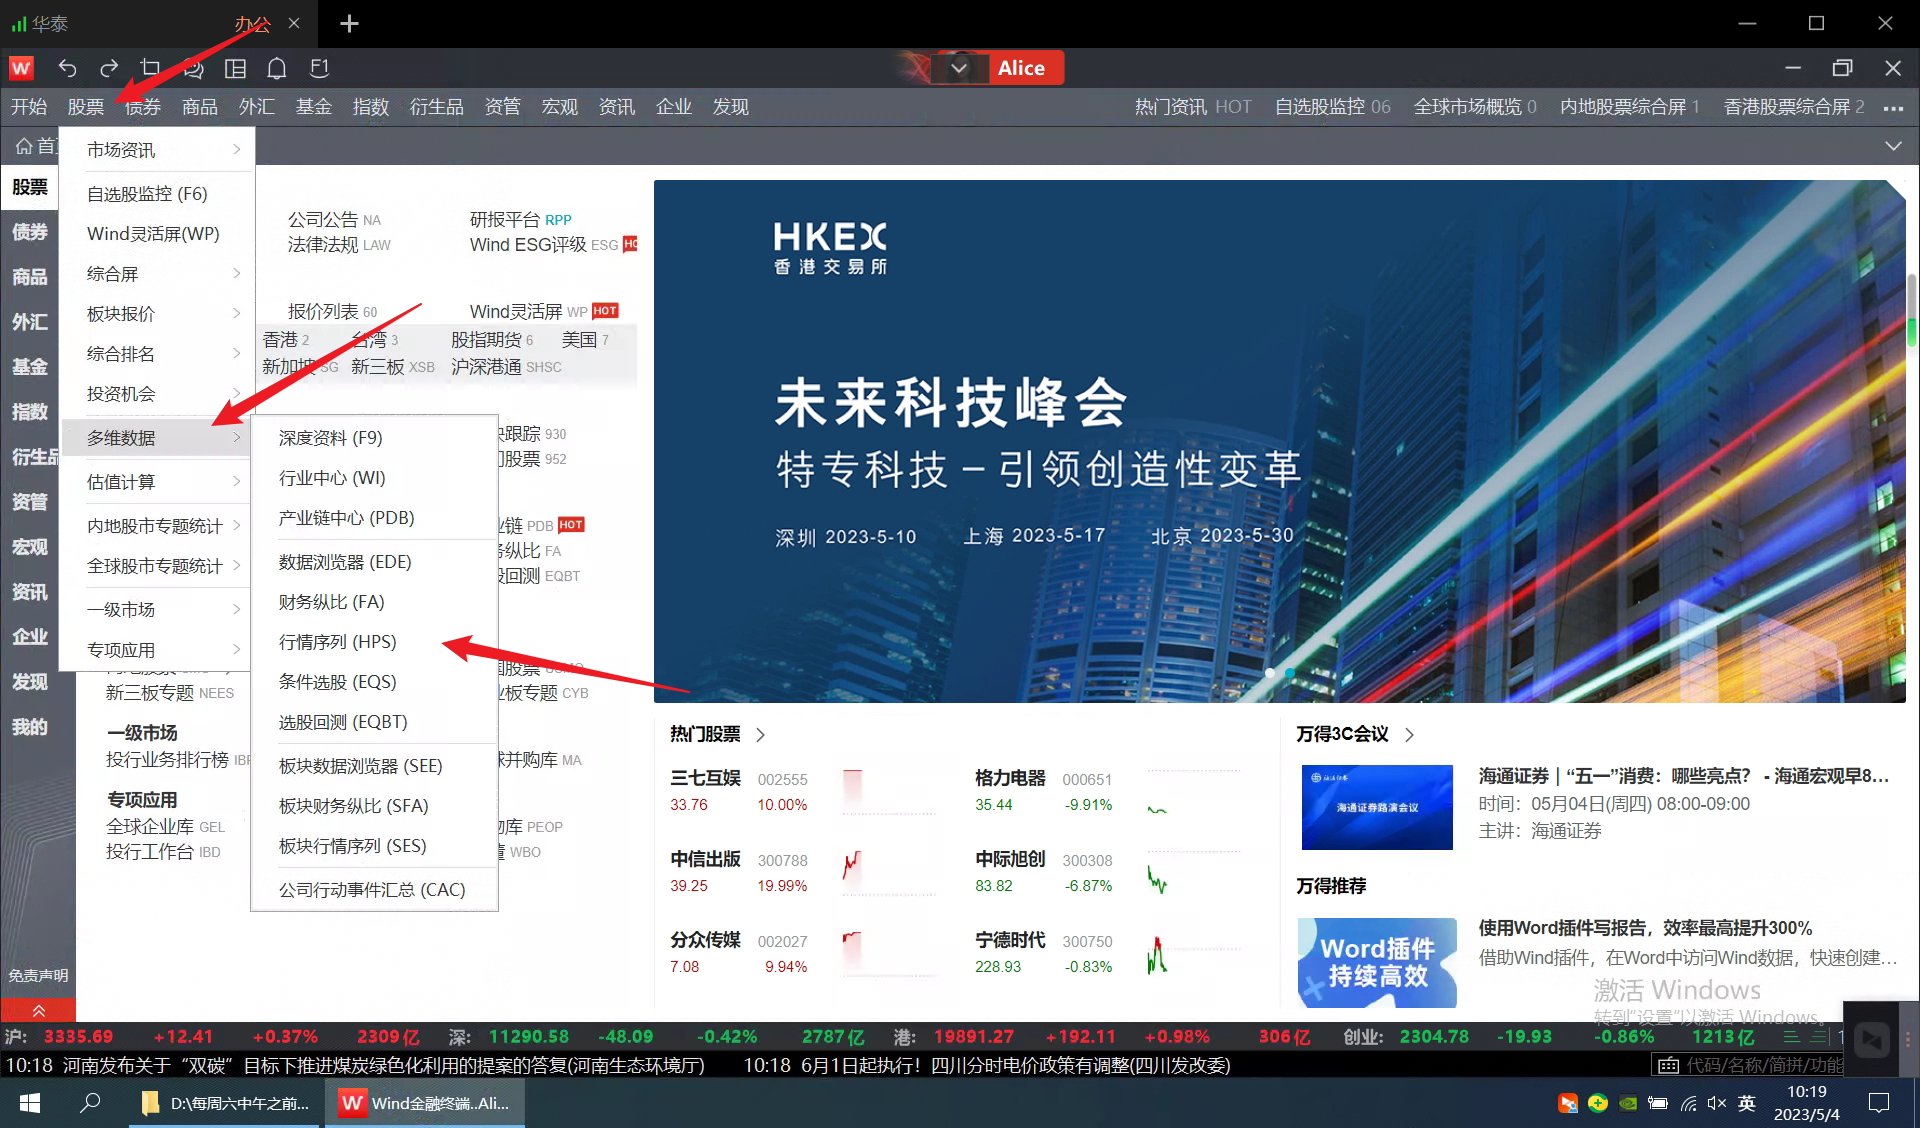 华泰
办公
Alice
开始 股票 债券 商品 外汇 基金 指数 衍生品 资管 宏观 资讯 企业 发现
热门资讯 HOT 自选股监控 06 全球市场概览 0 内地股票综合屏 1 香港股票综合屏 2
股票
债券
商品
外汇
基金
指数
衍生品
资管
宏观
资讯
企业
发现
我的
免责声明
市场资讯
自选股监控 (F6)
Wind灵活屏(WP)
综合屏
板块报价
综合排名
投资机会
多维数据
估值计算
内地股市专题统计
全球股市专题统计
一级市场
专项应用
深度资料 (F9)
行业中心 (WI)
产业链中心 (PDB)
数据浏览器 (EDE)
财务纵比 (FA)
行情序列 (HPS)
条件选股 (EQS)
选股回测 (EQBT)
板块数据浏览器 (SEE)
板块财务纵比 (SFA)
板块行情序列 (SES)
公司行动事件汇总 (CAC)
公司公告 NA 研报平台 RPP
法律法规 LAW Wind ESG评级 ESG
报价列表 60 Wind灵活屏 WP HOT
香港 2 台湾 3 股指期货 6 美国 7
新加坡 SG 新三板 XSB 沪深港通 SHSC
跟踪 930
股票 952
链 PDB HOT
纵比 FA
回测 EQBT
新三板专题 NEES 板专题 CYB
一级市场
投行业务排行榜 并购库 MA
专项应用
全球企业库 GEL 库 PEOP
投行工作台 IBD WBO
HKEX
香港交易所
未来科技峰会
特专科技－引领创造性变革
深圳 2023-5-10 上海 2023-5-17 北京 2023-5-30
热门股票
三七互娱 002555
33.76 10.00%
格力电器 000651
35.44 -9.91%
中信出版 300788
39.25 19.99%
中际旭创 300308
83.82 -6.87%
分众传媒 002027
7.08 9.94%
宁德时代 300750
228.93 -0.83%
万得3C会议
海通证券路演会议
海通证券｜“五一”消费：哪些亮点？ - 海通宏观早8...
时间：05月04日(周四) 08:00-09:00
主讲：海通证券
万得推荐
Word插件
持续高效
使用Word插件写报告，效率最高提升300%
借助Wind插件，在Word中访问Wind数据，快速创建...
激活 Windows
转到“设置”以激活 Windows。
沪: 3335.69 +12.41 +0.37% 2309亿 深: 11290.58 -48.09 -0.42% 2787亿 港: 19891.27 +192.11 +0.98% 306亿 创业: 2304.78 -19.93 -0.86% 1213亿
10:18 河南发布关于“双碳”目标下推进煤炭绿色化利用的提案的答复(河南生态环境厅) 10:18 6月1日起执行！四川分时电价政策有调整(四川发改委)
代码/名称/简拼/功能
D:\每周六中午之前... Wind金融终端..Ali...
英
10:19
2023/5/4